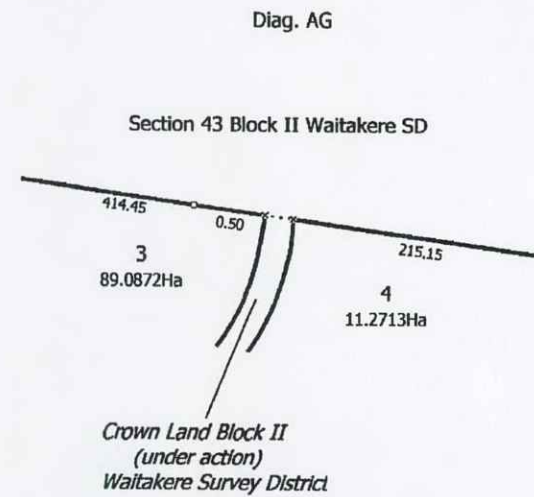 Diag. AG
Section 43 Block II Waitakere SD
414.45
0.50
215.15
3
89.0872Ha
4
11.2713Ha
Crown Land Block II
(under action)
Waitakere Survey District